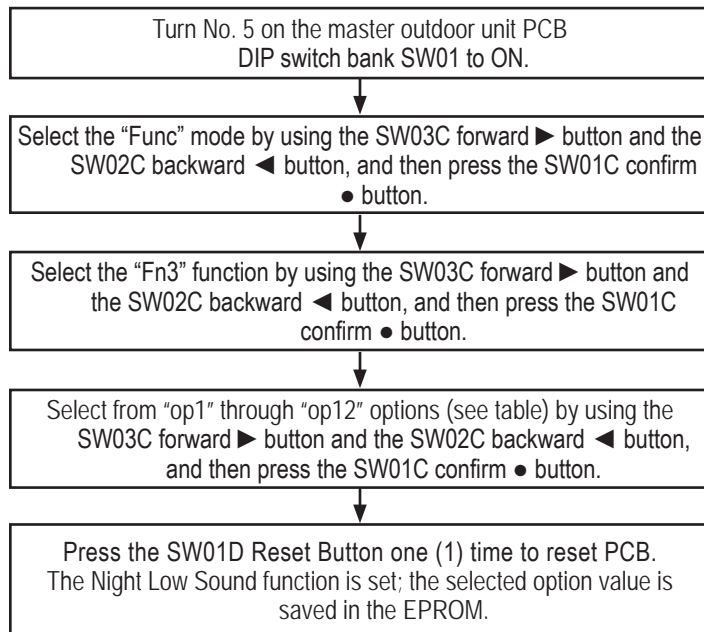 Turn No. 5 on the master outdoor unit PCB
DIP switch bank SW01 to ON.
Select the “Func” mode by using the SW03C forward ► button and the
SW02C backward ◄ button, and then press the SW01C confirm
● button.
Select the “Fn3” function by using the SW03C forward ► button and
the SW02C backward ◄ button, and then press the SW01C
confirm ● button.
Select from “op1” through “op12” options (see table) by using the
SW03C forward ► button and the SW02C backward ◄ button,
and then press the SW01C confirm ● button.
Press the SW01D Reset Button one (1) time to reset PCB.
The Night Low Sound function is set; the selected option value is
saved in the EPROM.